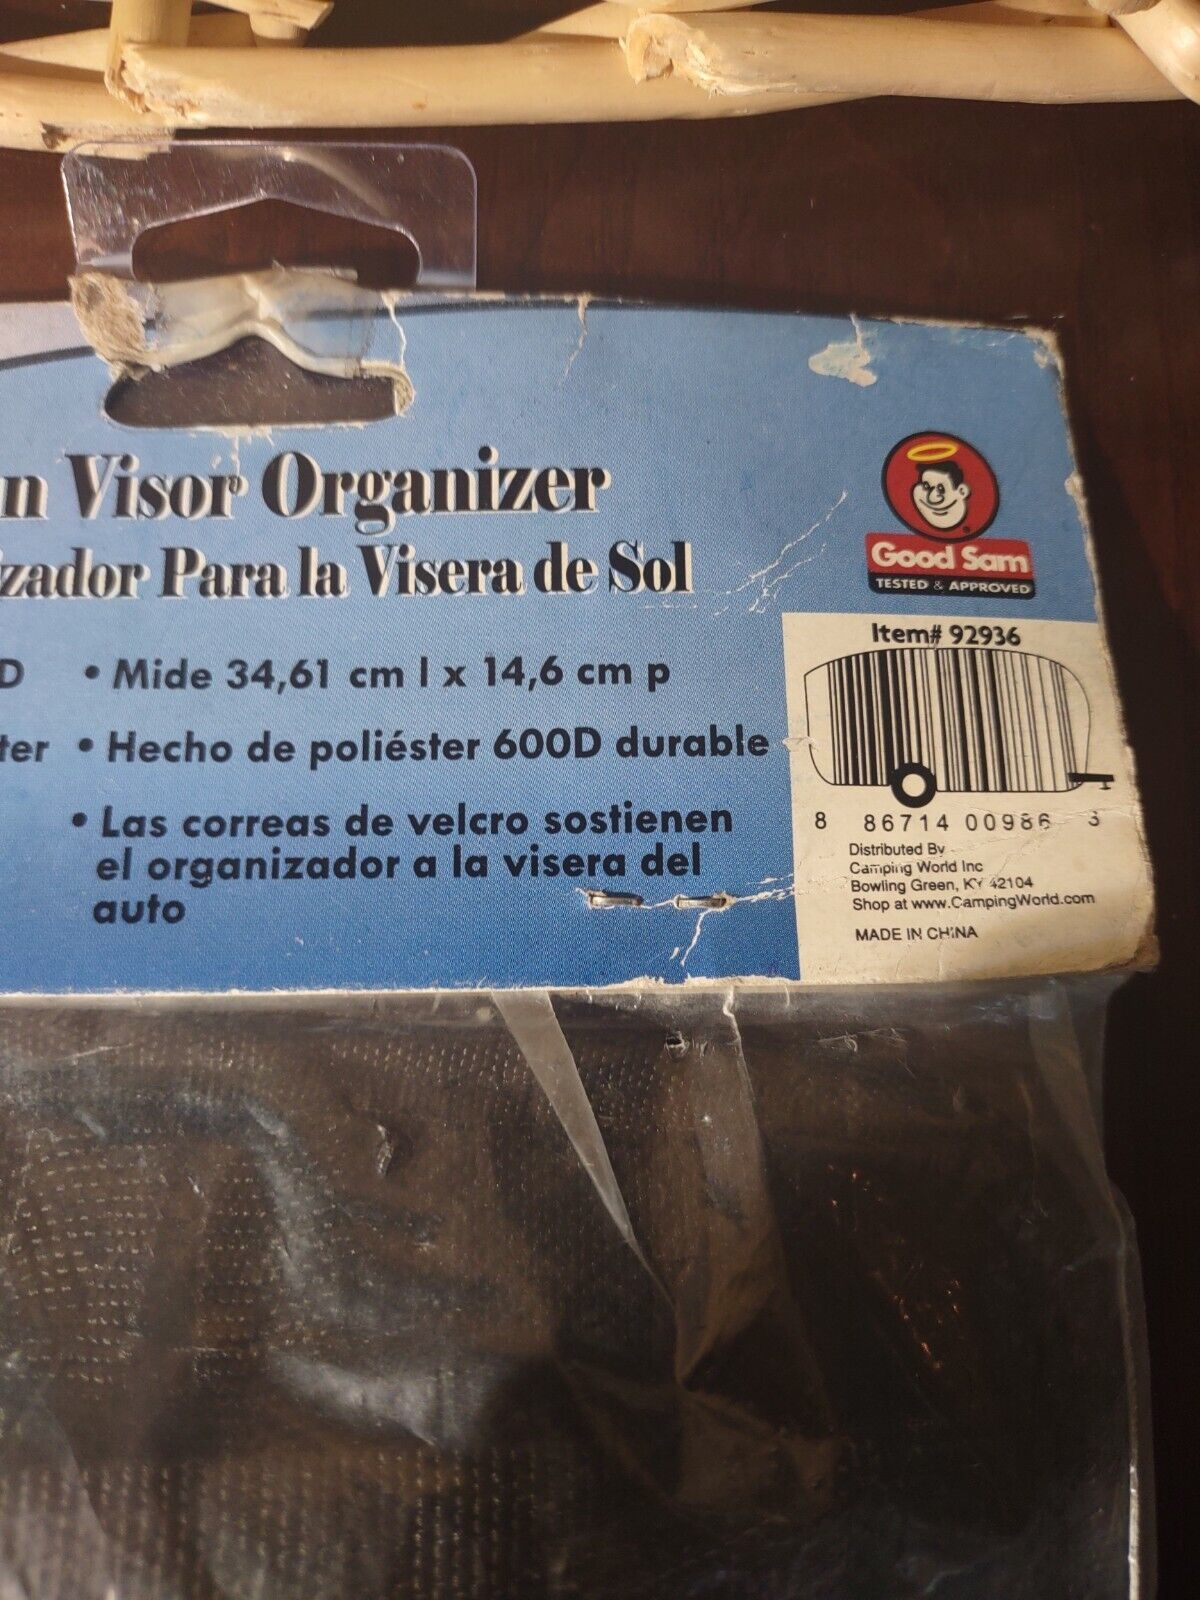 n Visor Organizer
zador Para la Visera de Sol
D
• Mide 34,61 cm l x 14,6 cm p
ter
• Hecho de poliéster 600D durable
• Las correas de velcro sostienen
el organizador a la visera del
auto
Good Sam
TESTED & APPROVED
Item# 92936
8 86714 00986 3
Distributed By
Camping World Inc
Bowling Green, KY 42104
Shop at www.CampingWorld.com
MADE IN CHINA